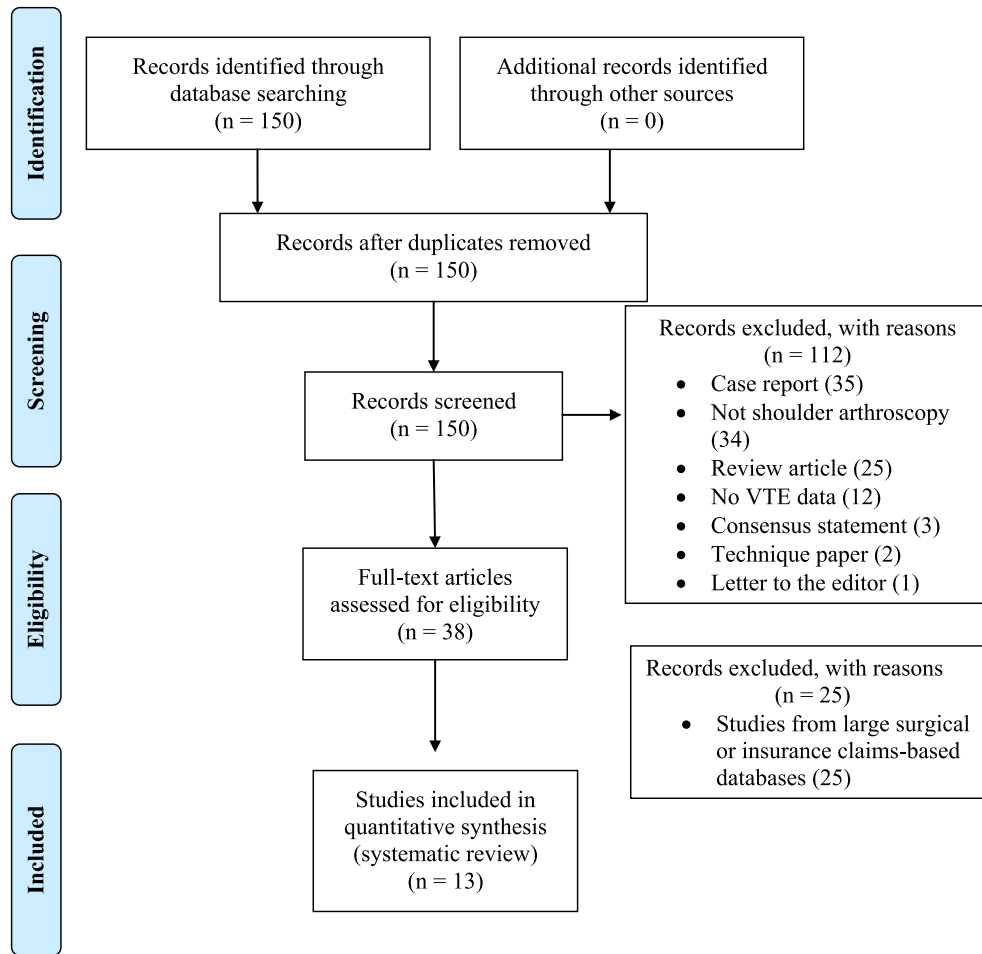 Identification
Records identified through
database searching
(n = 150)
Additional records identified
through other sources
(n = 0)
Records after duplicates removed
(n = 150)
Screening
Records screened
(n = 150)
Records excluded, with reasons
(n = 112)
• Case report (35)
• Not shoulder arthroscopy
(34)
• Review article (25)
• No VTE data (12)
• Consensus statement (3)
• Technique paper (2)
• Letter to the editor (1)
Eligibility
Full-text articles
assessed for eligibility
(n = 38)
Records excluded, with reasons
(n = 25)
• Studies from large surgical
or insurance claims-based
databases (25)
Included
Studies included in
quantitative synthesis
(systematic review)
(n = 13)